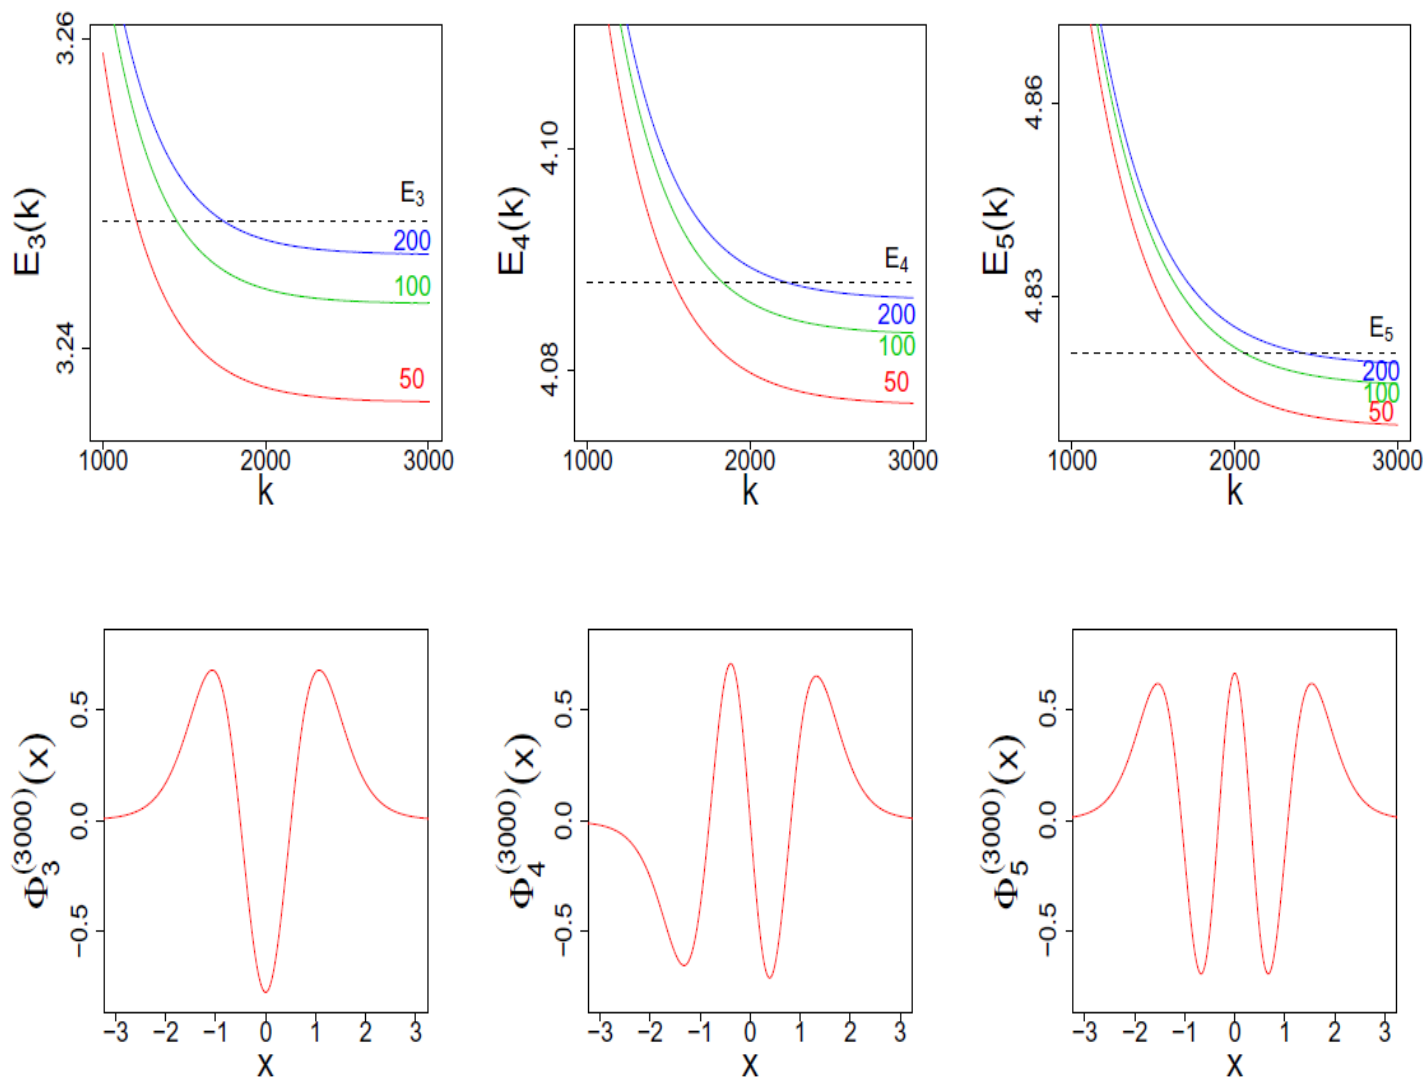 3.26
3.24
E₃(k)
E₃
200
100
50
1000 2000 3000
k
4.10
4.08
E₄(k)
E₄
200
100
50
1000 2000 3000
k
4.86
4.83
E₅(k)
E₅
200
100
50
1000 2000 3000
k
0.5
0.0
−0.5
Φ₃⁽³⁰⁰⁰⁾(x)
−3 −2 −1 0 1 2 3
x
0.5
0.0
−0.5
Φ₄⁽³⁰⁰⁰⁾(x)
−3 −2 −1 0 1 2 3
x
0.5
0.0
−0.5
Φ₅⁽³⁰⁰⁰⁾(x)
−3 −2 −1 0 1 2 3
x